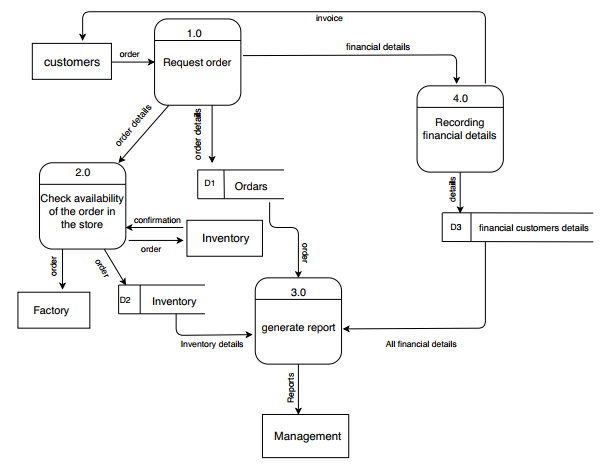 invoice
1.0
customers
order
Request order
financial details
4.0
Recording
financial details
order details
order details
2.0
D1
Ordars
details
Check availability
of the order in
the store
confirmation
order
Inventory
D3
financial customers details
order
order
order
D2
Inventory
Factory
3.0
generate report
Inventory details
All financial details
Reports
Management